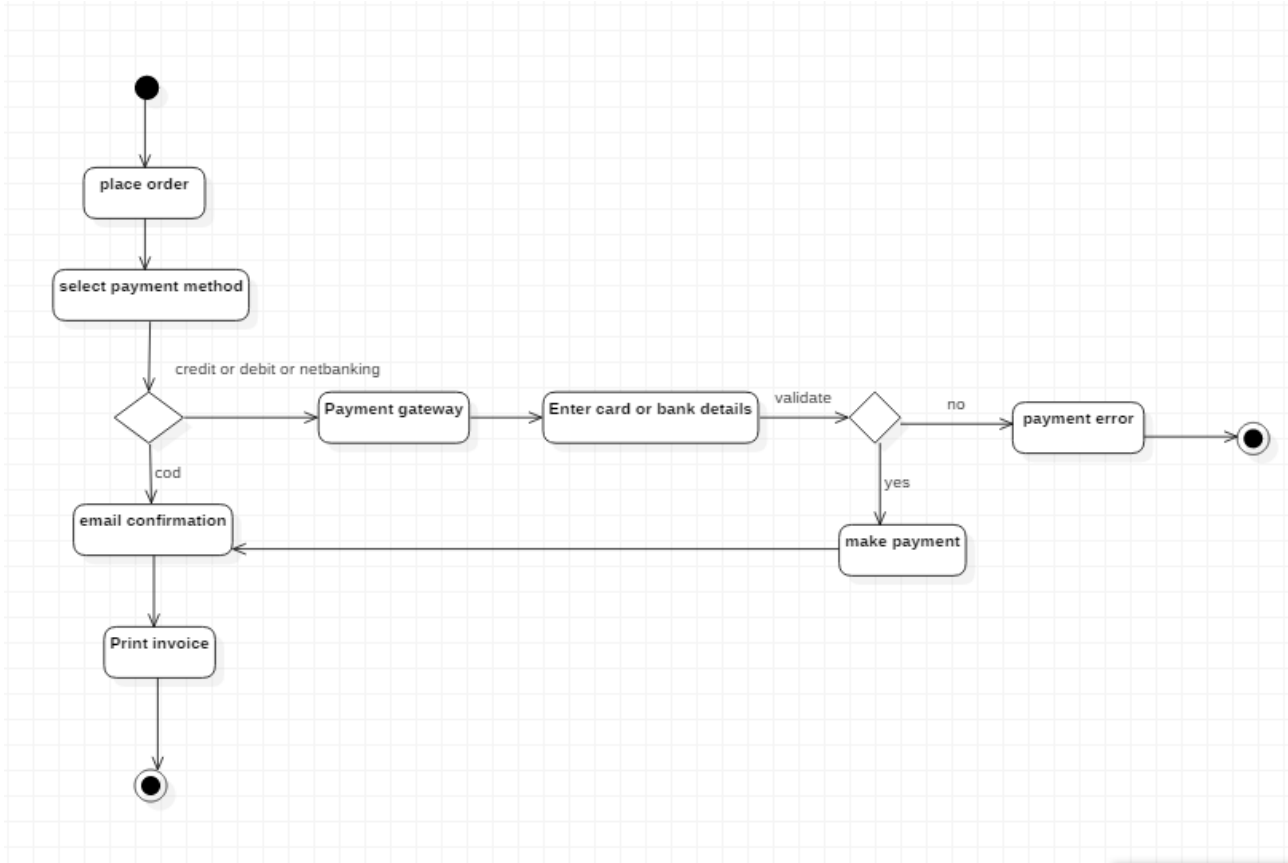 place order
select payment method
credit or debit or netbanking
Payment gateway
Enter card or bank details
validate
no
payment error
cod
yes
email confirmation
make payment
Print invoice